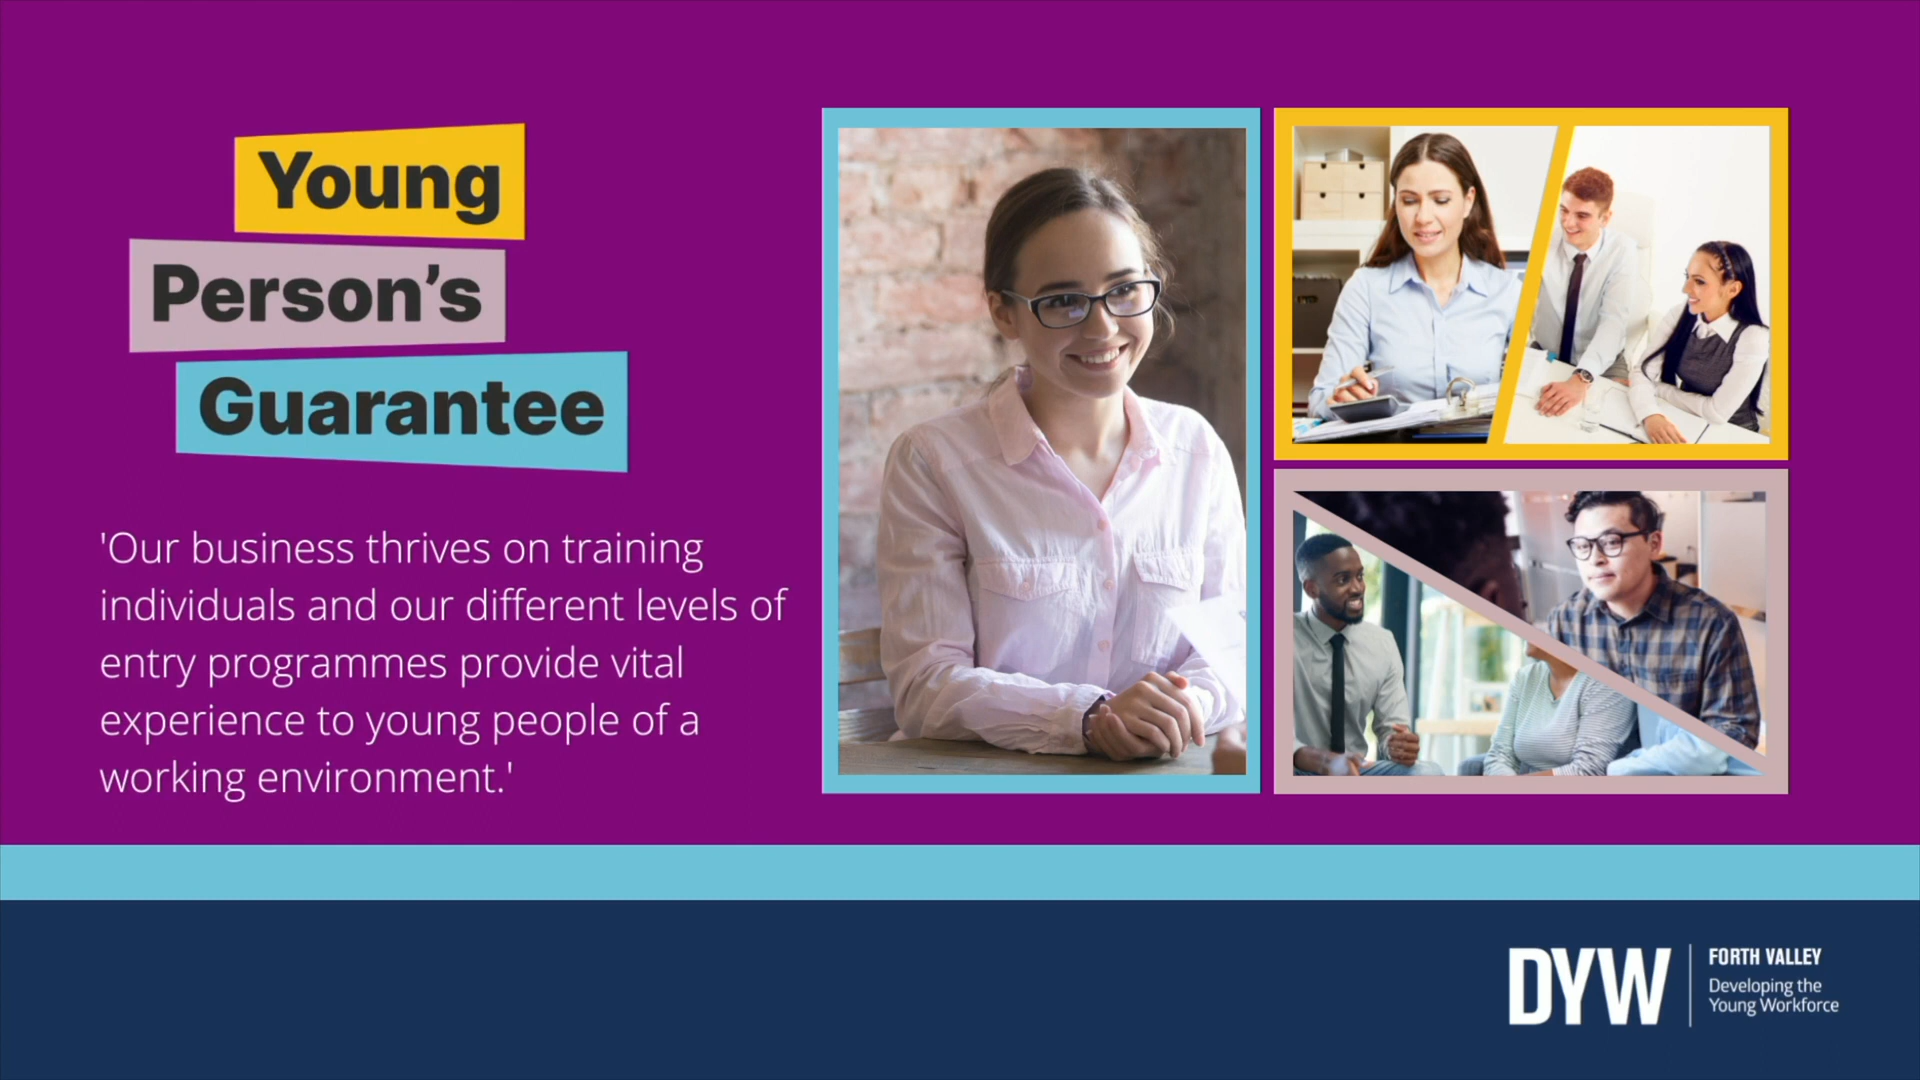 Young
Person’s
Guarantee
'Our business thrives on training
individuals and our different levels of
entry programmes provide vital
experience to young people of a
working environment.'
DYW
FORTH VALLEY
Developing the
Young Workforce